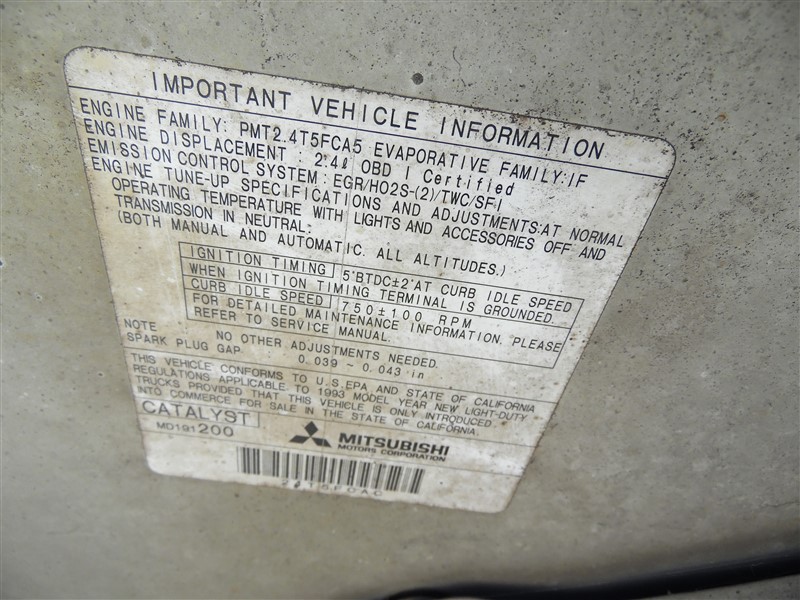 IMPORTANT VEHICLE INFORMATION
ENGINE FAMILY: PMT2.4T5FCA5 EVAPORATIVE FAMILY:IF
ENGINE DISPLACEMENT : 2.4ℓ OBD I Certified
EMISSION CONTROL SYSTEM : EGR/HO2S-(2)/TWC/SFI
ENGINE TUNE-UP SPECIFICATIONS AND ADJUSTMENTS:AT NORMAL
OPERATING TEMPERATURE WITH LIGHTS AND ACCESSORIES OFF AND
TRANSMISSION IN NEUTRAL.
(BOTH MANUAL AND AUTOMATIC. ALL ALTITUDES.)
IGNITION TIMING 5°BTDC±2°AT CURB IDLE SPEED
WHEN IGNITION TIMING TERMINAL IS GROUNDED.
CURB IDLE SPEED 750±100 RPM
FOR DETAILED MAINTENANCE INFORMATION, PLEASE
REFER TO SERVICE MANUAL.
NOTE NO OTHER ADJUSTMENTS NEEDED.
SPARK PLUG GAP 0.039 ~ 0.043 in
THIS VEHICLE CONFORMS TO U.S.EPA AND STATE OF CALIFORNIA
REGULATIONS APPLICABLE TO 1993 MODEL YEAR NEW LIGHT-DUTY
TRUCKS PROVIDED THAT THIS VEHICLE IS ONLY INTRODUCED
INTO COMMERCE FOR SALE IN THE STATE OF CALIFORNIA.
CATALYST
MD191200
MITSUBISHI
MOTORS CORPORATION